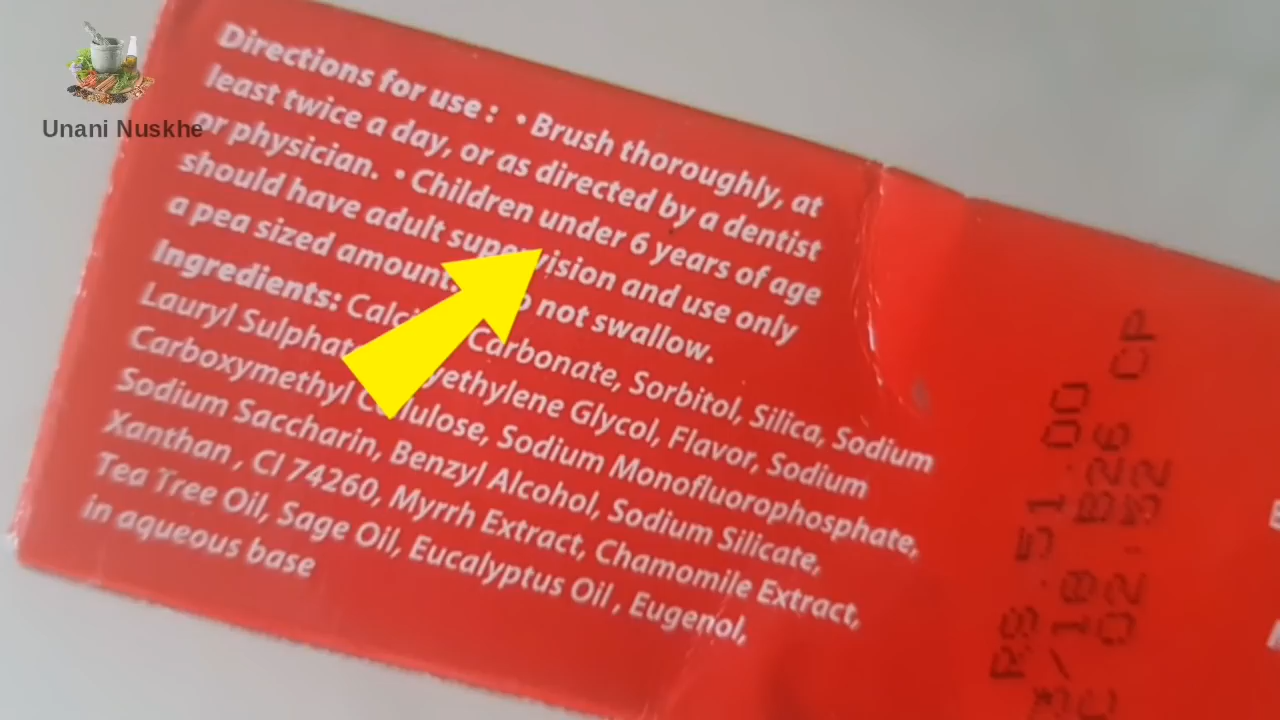 Unani Nuskhe
Directions for use : • Brush thoroughly, at
least twice a day, or as directed by a dentist
or physician. • Children under 6 years of age
should have adult supervision and use only
a pea sized amount. not swallow.
Ingredients: Carbonate, Sorbitol, Silica, Sodium
Lauryl Sulphate, Glycol, Flavor, Sodium
Carboxymethyl Cellulose, Sodium Monofluorophosphate,
Sodium Saccharin, Benzyl Alcohol, Sodium Silicate,
Xanthan , CI 74260, Myrrh Extract, Chamomile Extract,
Tea Tree Oil, Sage Oil, Eucalyptus Oil , Eugenol,
in aqueous base
RS.51.00
/18 B26 CP
02:52